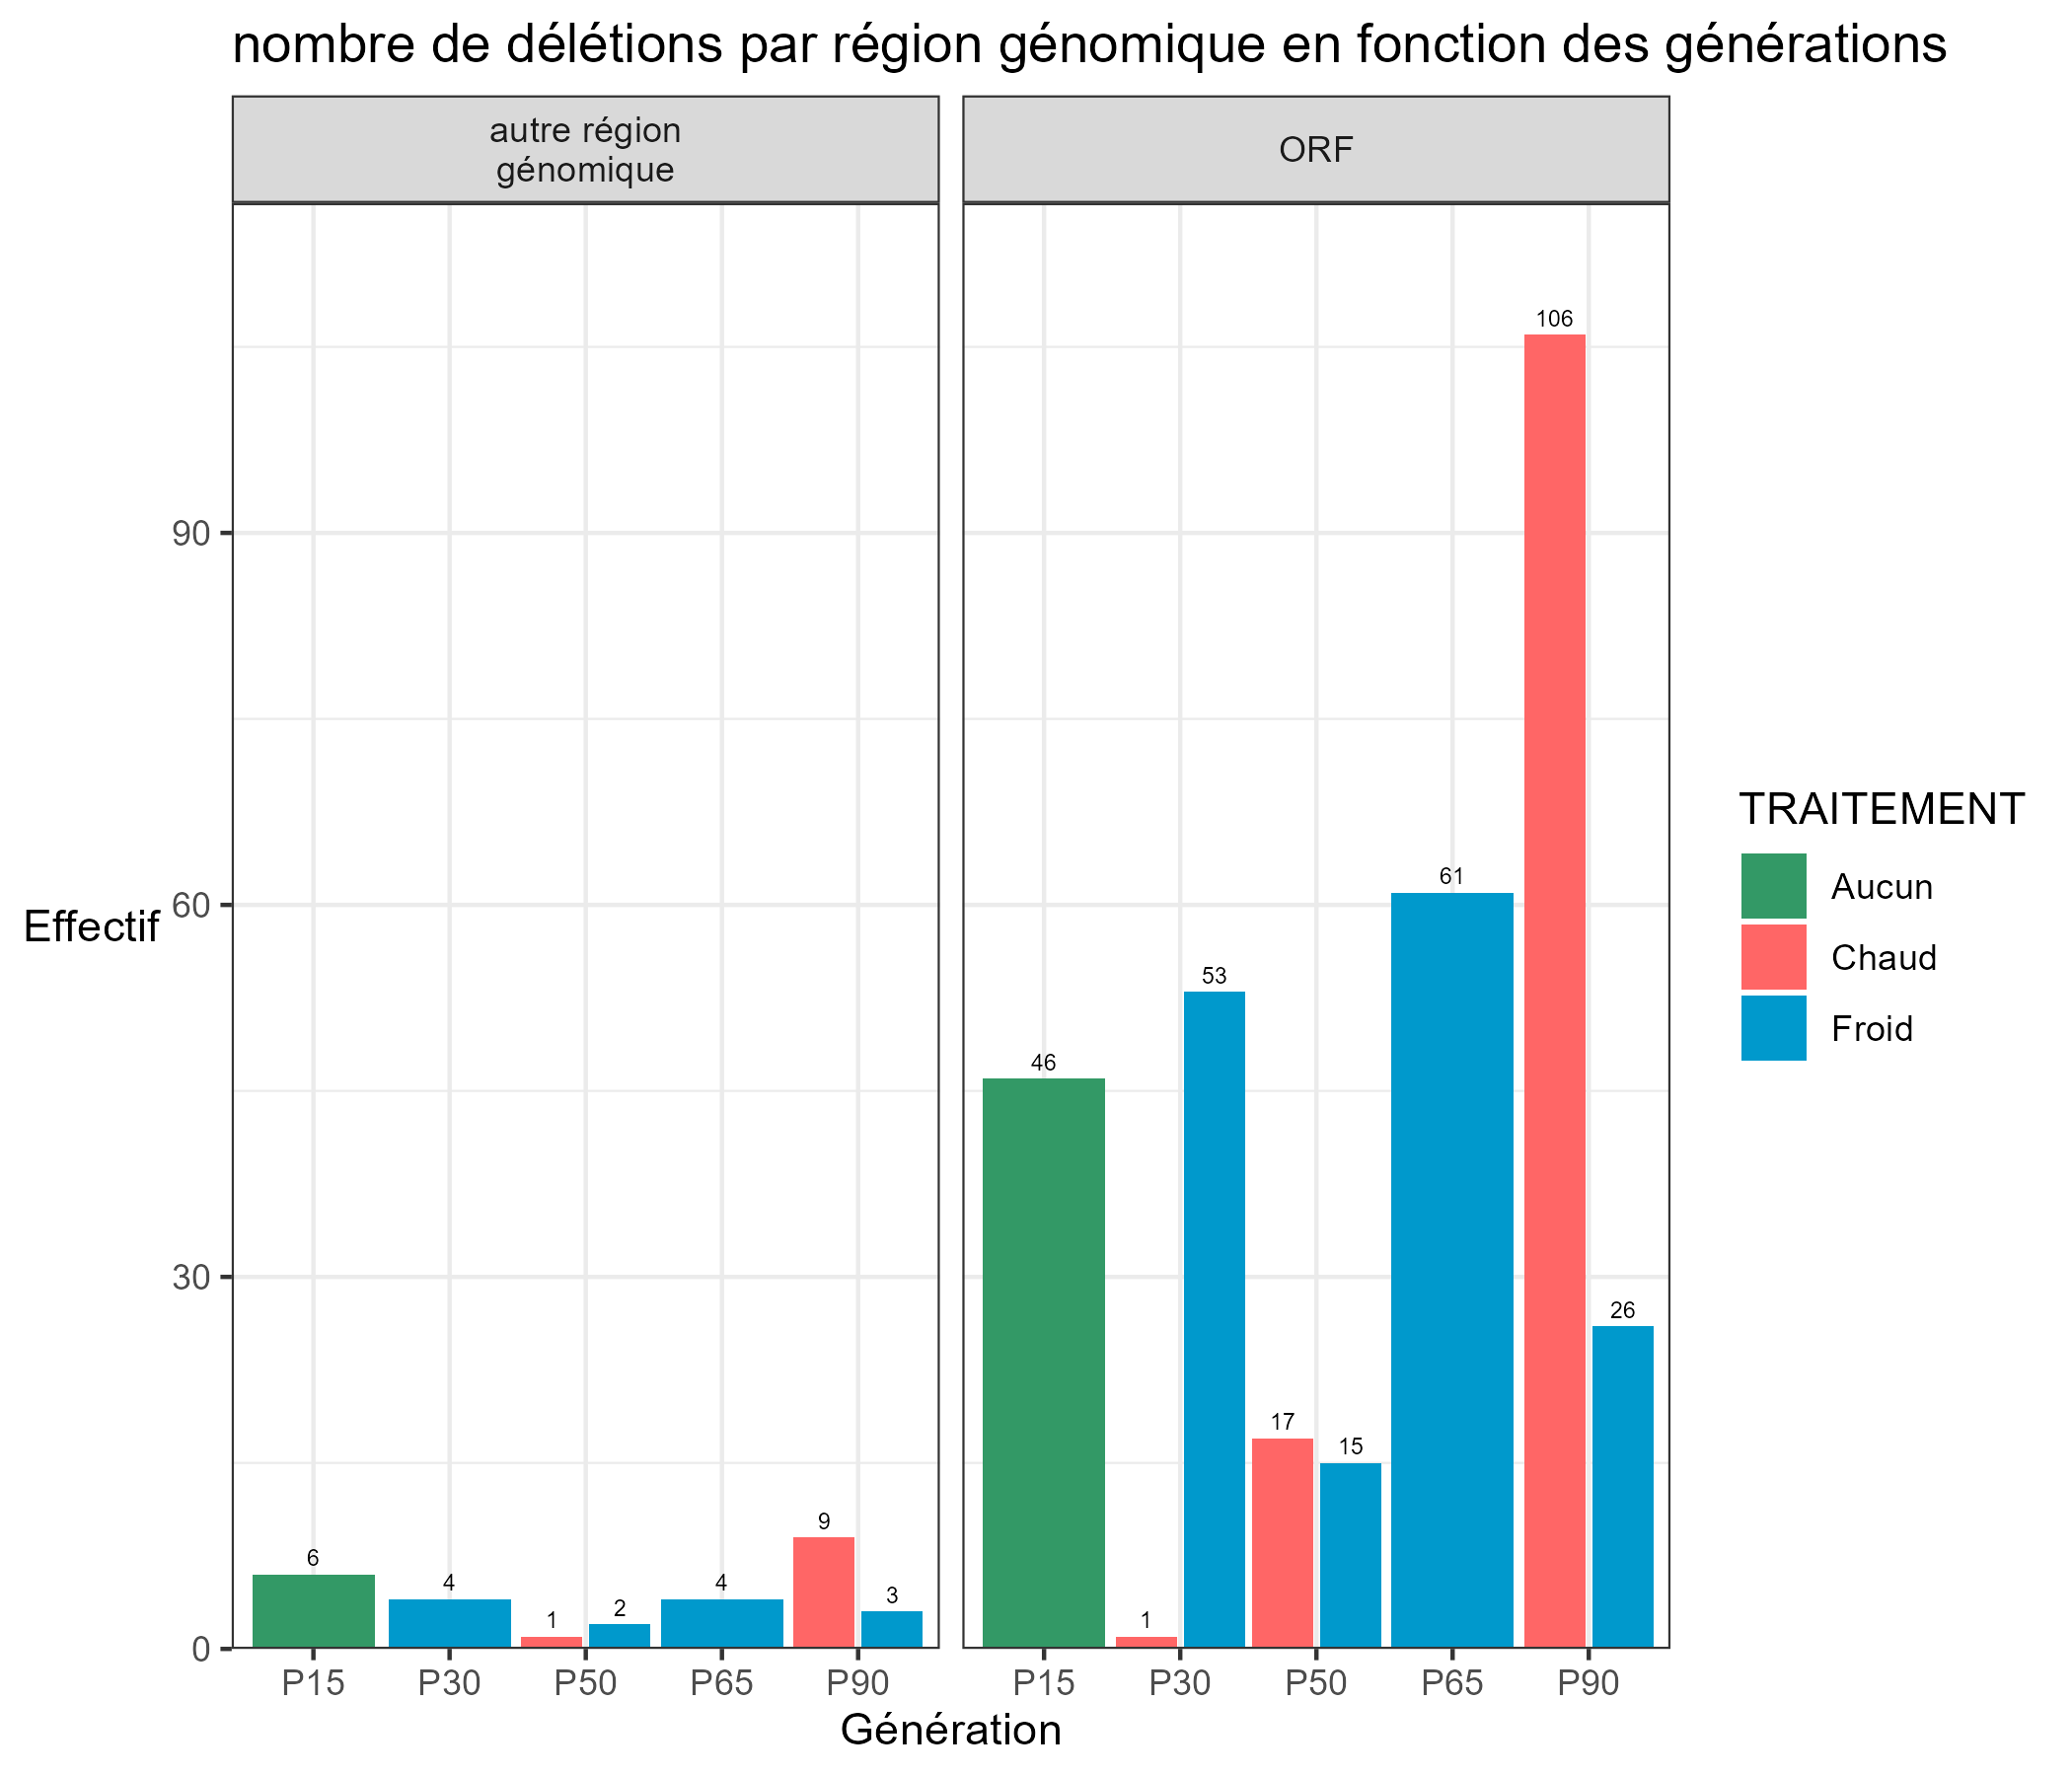 nombre de délétions par région génomique en fonction des générations
autre région
génomique
ORF
106
90
61
60
53
46
30
26
17
15
9
6
4
1
2
4
3
1
0
Effectif
P15 P30 P50 P65 P90
P15 P30 P50 P65 P90
Génération
TRAITEMENT
Aucun
Chaud
Froid